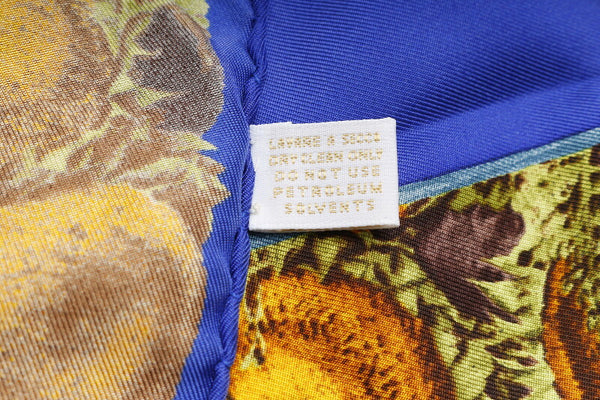 LAVARE A SECCO
DRYCLEAN ONLY
DO NOT USE
PETROLEUM
SOLVENTS